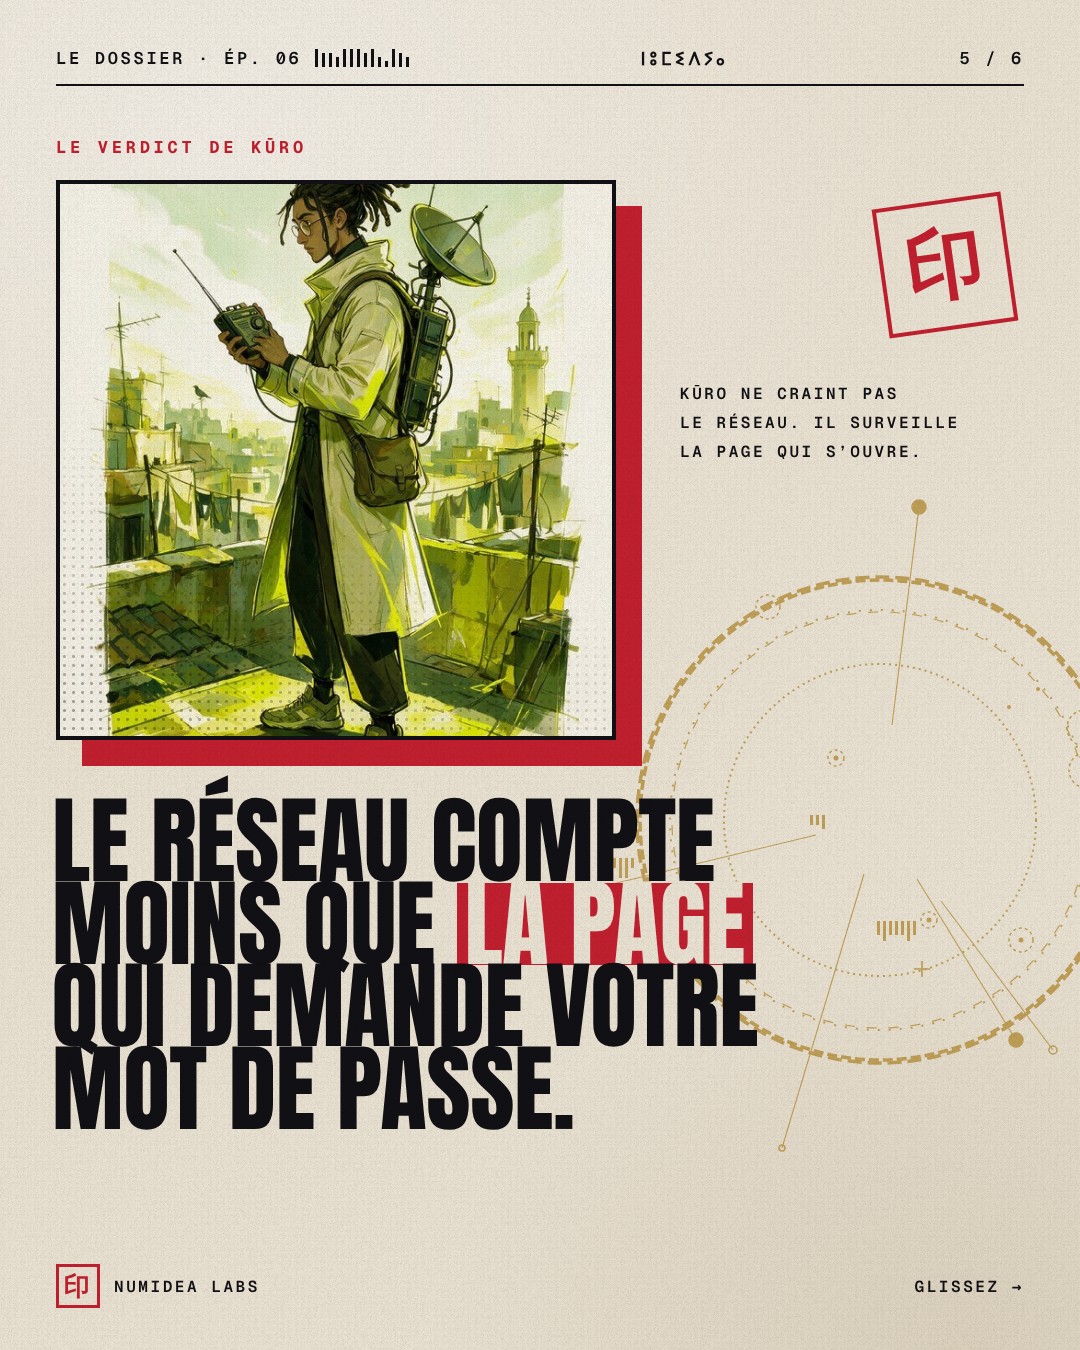 LE DOSSIER · ÉP. 06
ⵏⵓⵎⵉⴷⵢⴰ
5 / 6
LE VERDICT DE KŪRO
印
KŪRO NE CRAINT PAS
LE RÉSEAU. IL SURVEILLE
LA PAGE QUI S’OUVRE.
LE RÉSEAU COMPTE
MOINS QUE LA PAGE
QUI DEMANDE VOTRE
MOT DE PASSE.
印 NUMIDEA LABS
GLISSEZ →